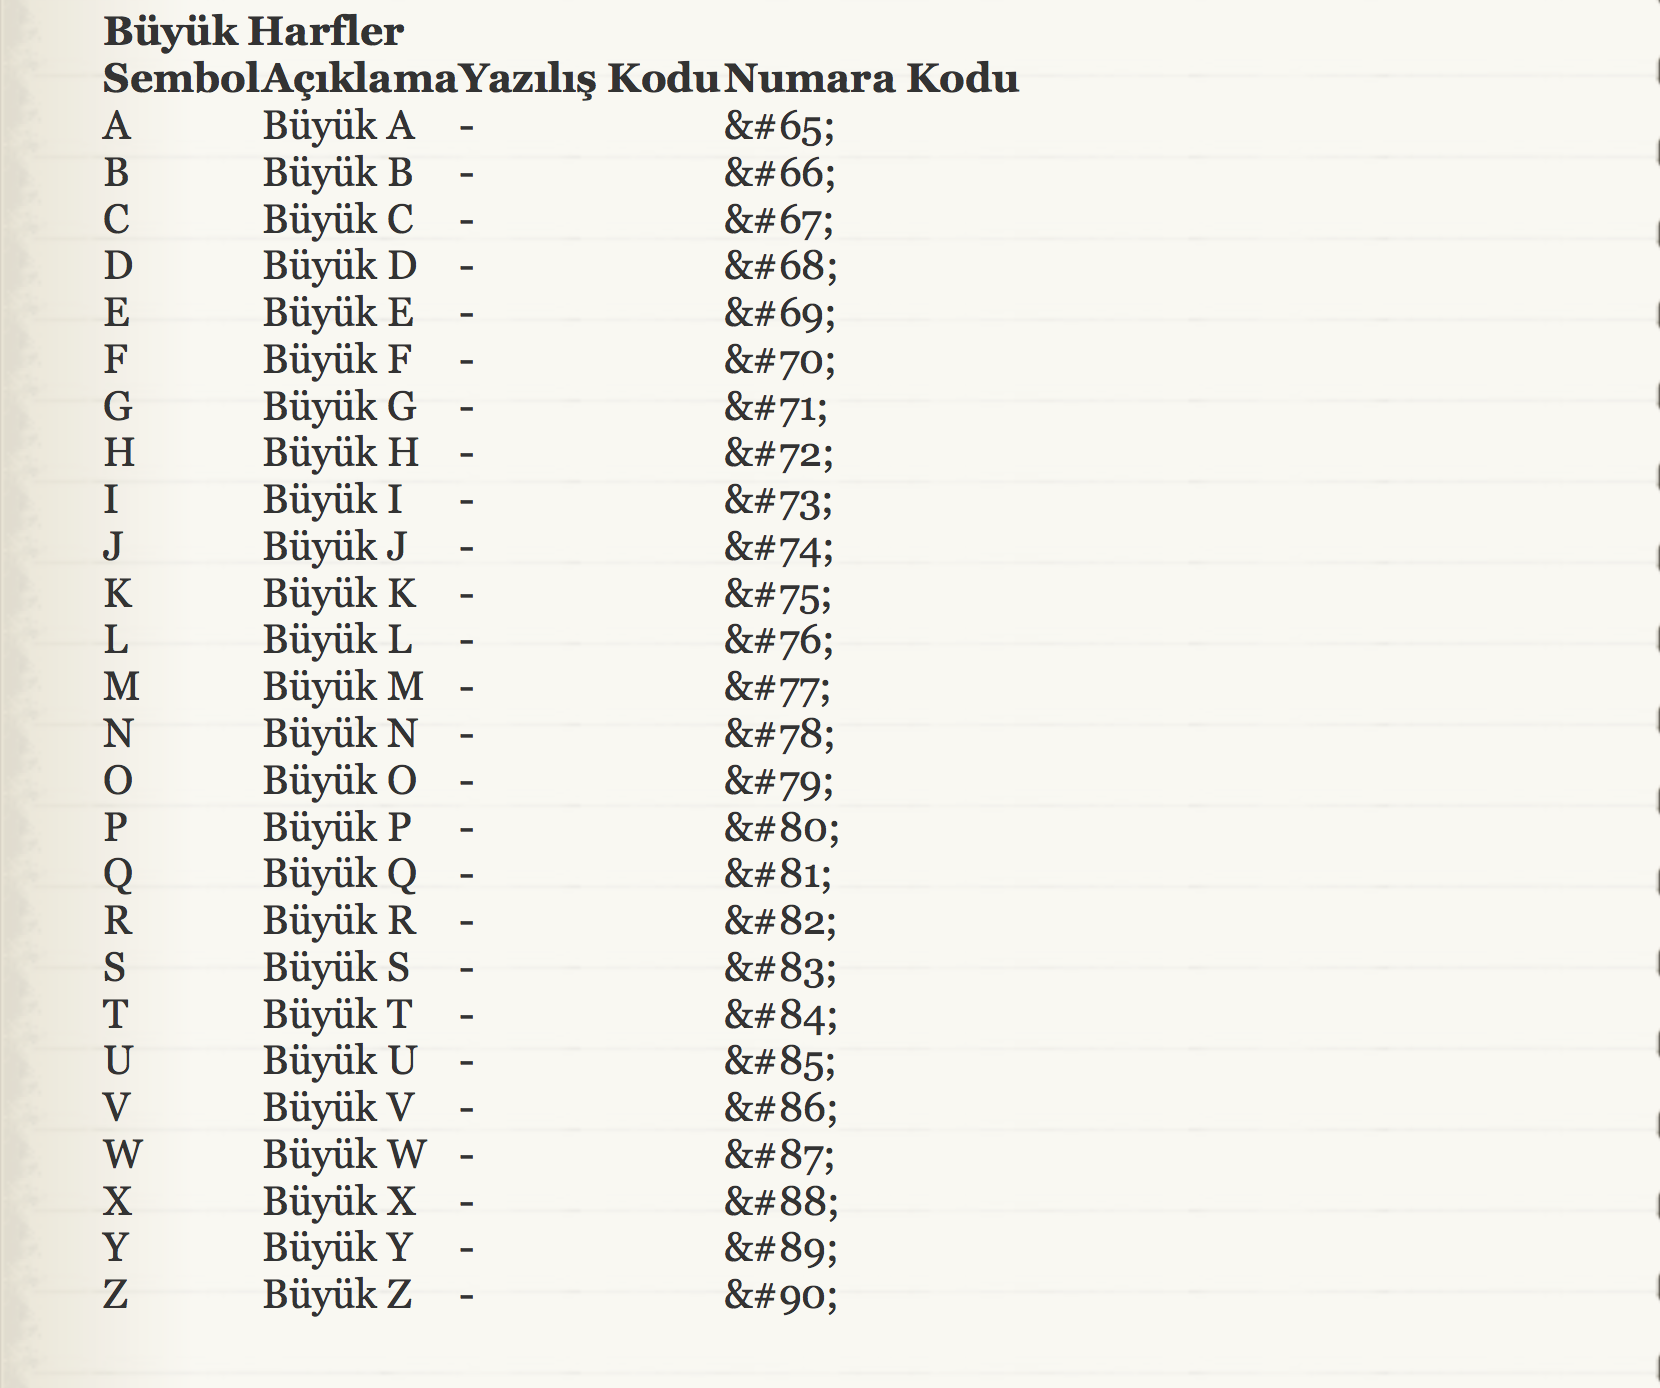 Büyük Harfler
Sembol Açıklama Yazılış Kodu Numara Kodu
A Büyük A - &#65;
B Büyük B - &#66;
C Büyük C - &#67;
D Büyük D - &#68;
E Büyük E - &#69;
F Büyük F - &#70;
G Büyük G - &#71;
H Büyük H - &#72;
I Büyük I - &#73;
J Büyük J - &#74;
K Büyük K - &#75;
L Büyük L - &#76;
M Büyük M - &#77;
N Büyük N - &#78;
O Büyük O - &#79;
P Büyük P - &#80;
Q Büyük Q - &#81;
R Büyük R - &#82;
S Büyük S - &#83;
T Büyük T - &#84;
U Büyük U - &#85;
V Büyük V - &#86;
W Büyük W - &#87;
X Büyük X - &#88;
Y Büyük Y - &#89;
Z Büyük Z - &#90;